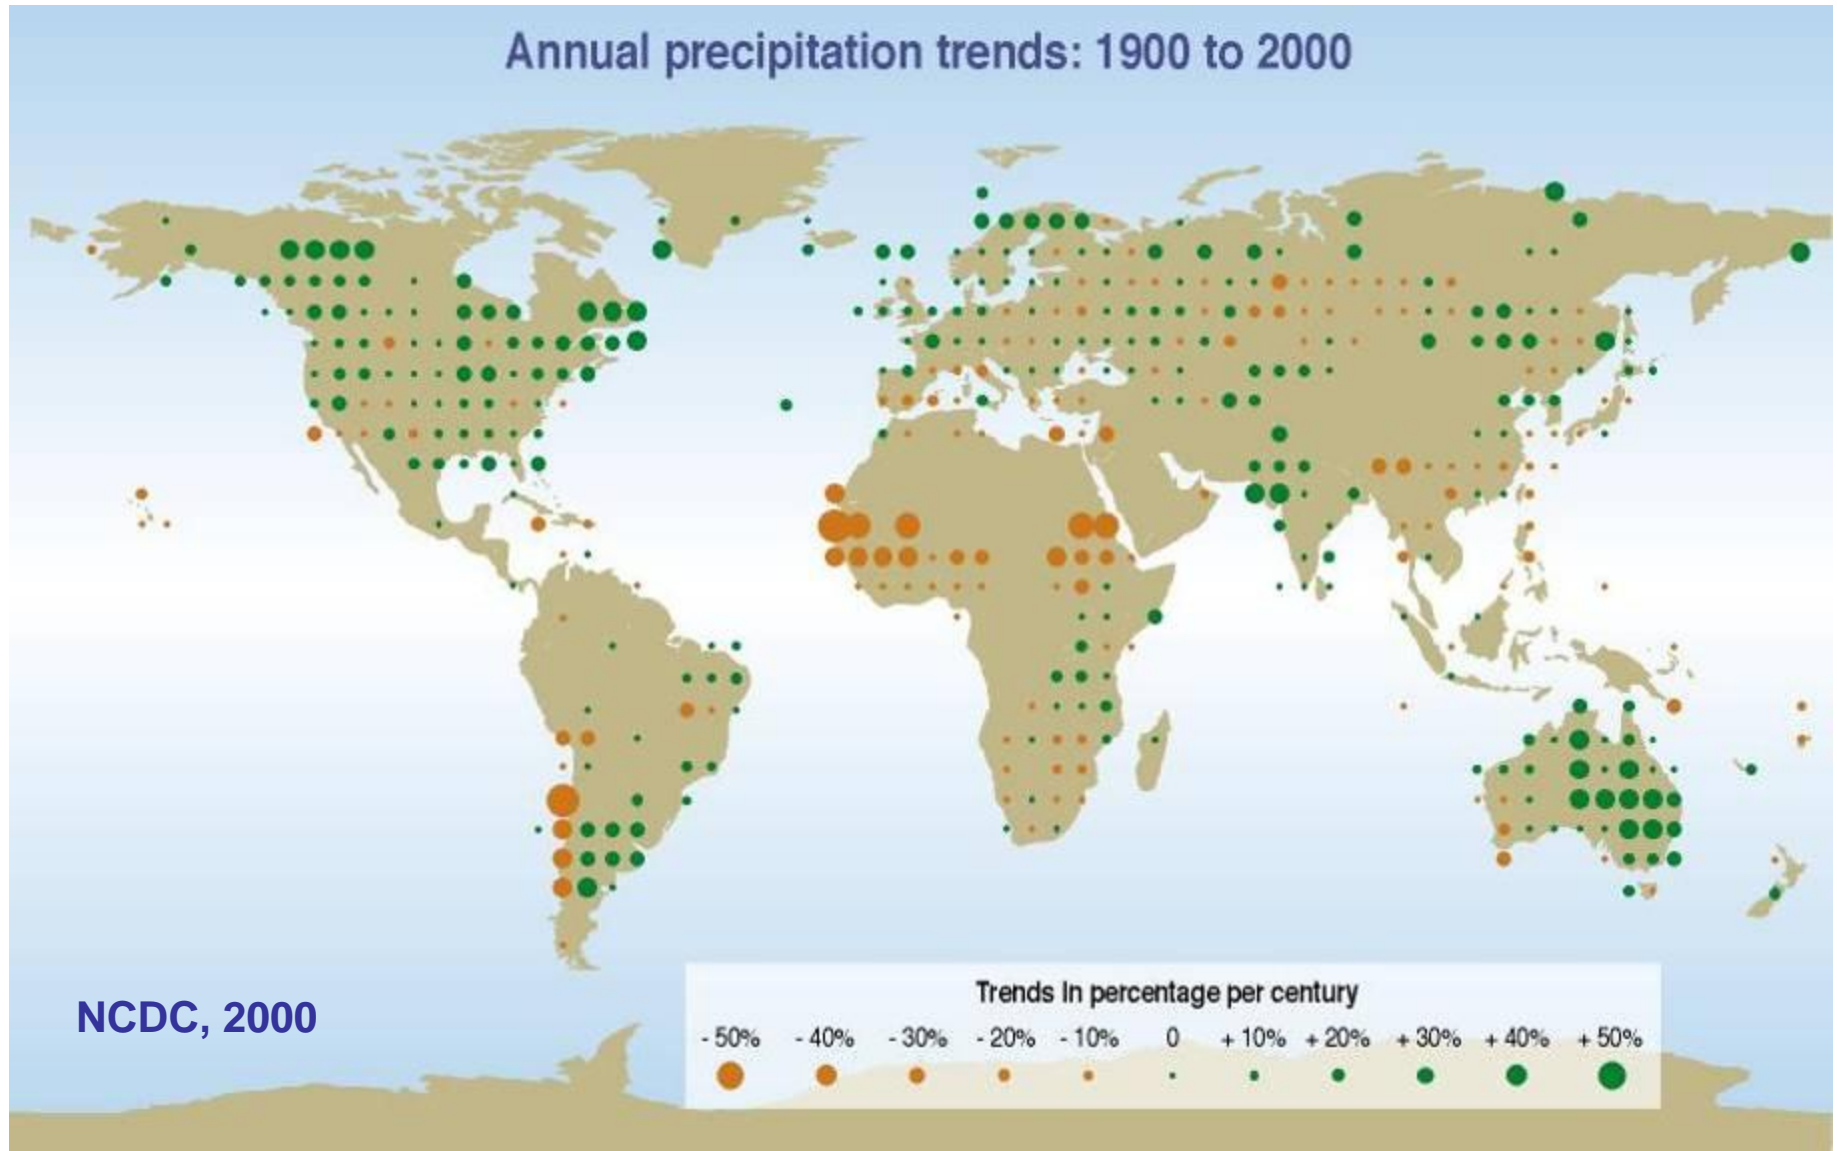 Annual precipitation trends: 1900 to 2000
NCDC, 2000
Trends In percentage per century
- 50% - 40% - 30% - 20% - 10% 0 + 10% + 20% + 30% + 40% + 50%